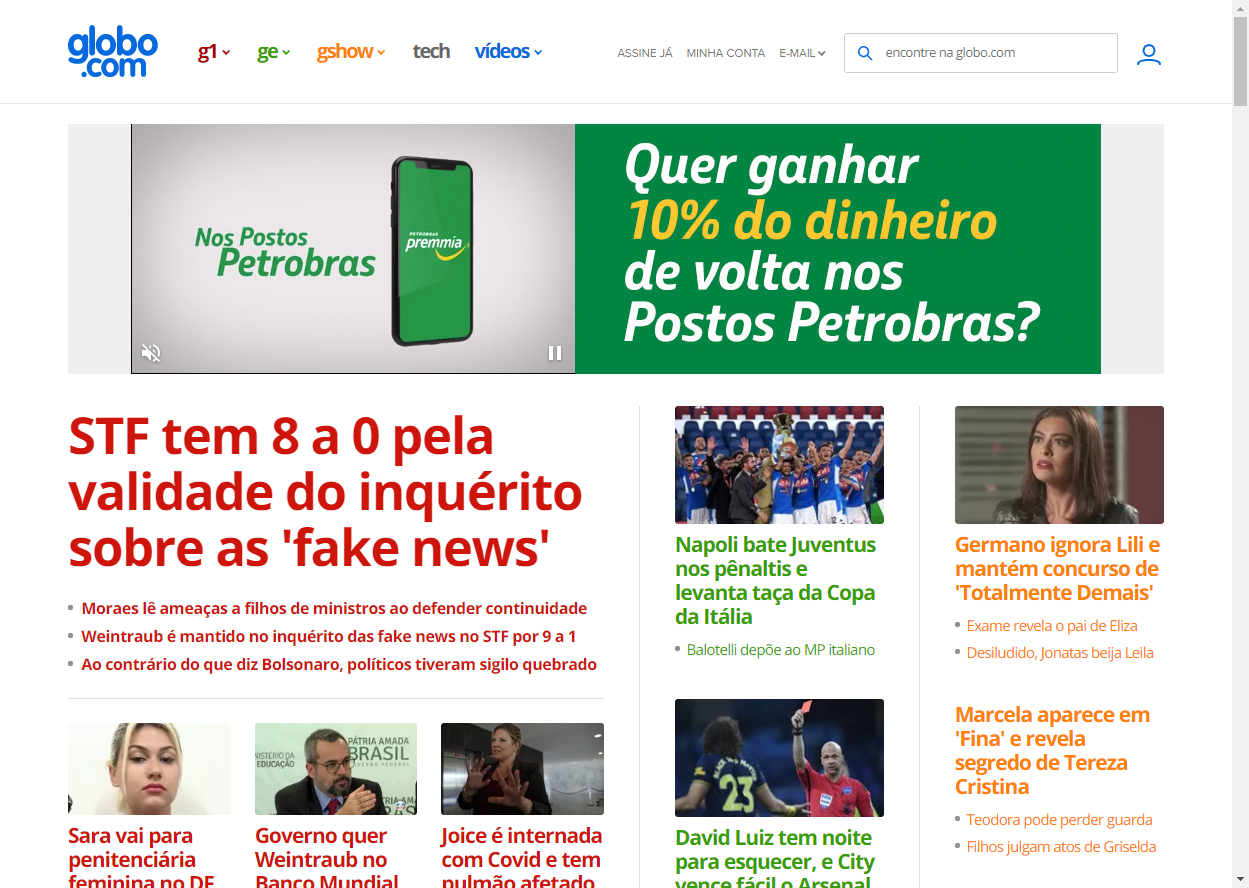 globo
.com
g1
ge
gshow
tech
vídeos
ASSINE JÁ
MINHA CONTA
E-MAIL
encontre na globo.com
Nos Postos
Petrobras
PETROBRAS
premmia
Quer ganhar
10% do dinheiro
de volta nos
Postos Petrobras?
STF tem 8 a 0 pela
validade do inquérito
sobre as 'fake news'
Moraes lê ameaças a filhos de ministros ao defender continuidade
Weintraub é mantido no inquérito das fake news no STF por 9 a 1
Ao contrário do que diz Bolsonaro, políticos tiveram sigilo quebrado
Sara vai para
penitenciária
feminina no DF
PÁTRIA AMADA
BRASIL
GOVERNO FEDERAL
NISTÉRIO DA
EDUCAÇÃO
Governo quer
Weintraub no
Banco Mundial
Joice é internada
com Covid e tem
pulmão afetado
Napoli bate Juventus
nos pênaltis e
levanta taça da Copa
da Itália
Balotelli depõe ao MP italiano
David Luiz tem noite
para esquecer, e City
vence fácil o Arsenal
Germano ignora Lili e
mantém concurso de
'Totalmente Demais'
Exame revela o pai de Eliza
Desiludido, Jonatas beija Leila
Marcela aparece em
'Fina' e revela
segredo de Tereza
Cristina
Teodora pode perder guarda
Filhos julgam atos de Griselda